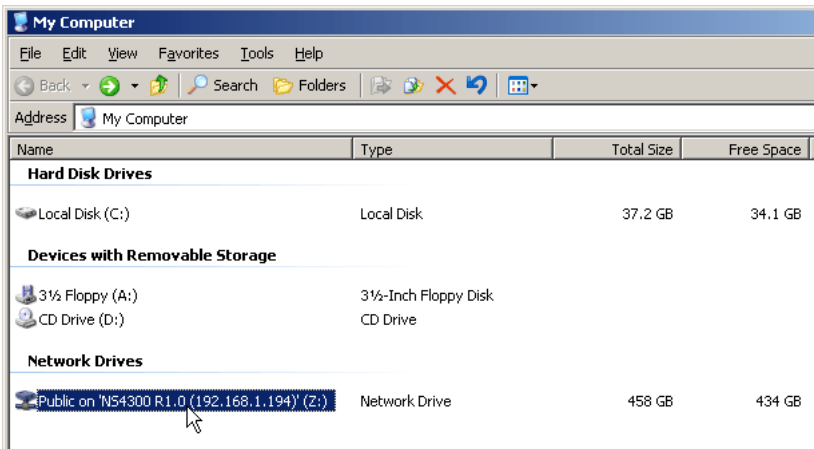 My Computer
File Edit View Favorites Tools Help
Back Search Folders
Address My Computer
Name Type Total Size Free Space
Hard Disk Drives
Local Disk (C:) Local Disk 37.2 GB 34.1 GB
Devices with Removable Storage
3½ Floppy (A:) 3½-Inch Floppy Disk
CD Drive (D:) CD Drive
Network Drives
Public on 'NS4300 R1.0 (192.168.1.194)' (Z:) Network Drive 458 GB 434 GB